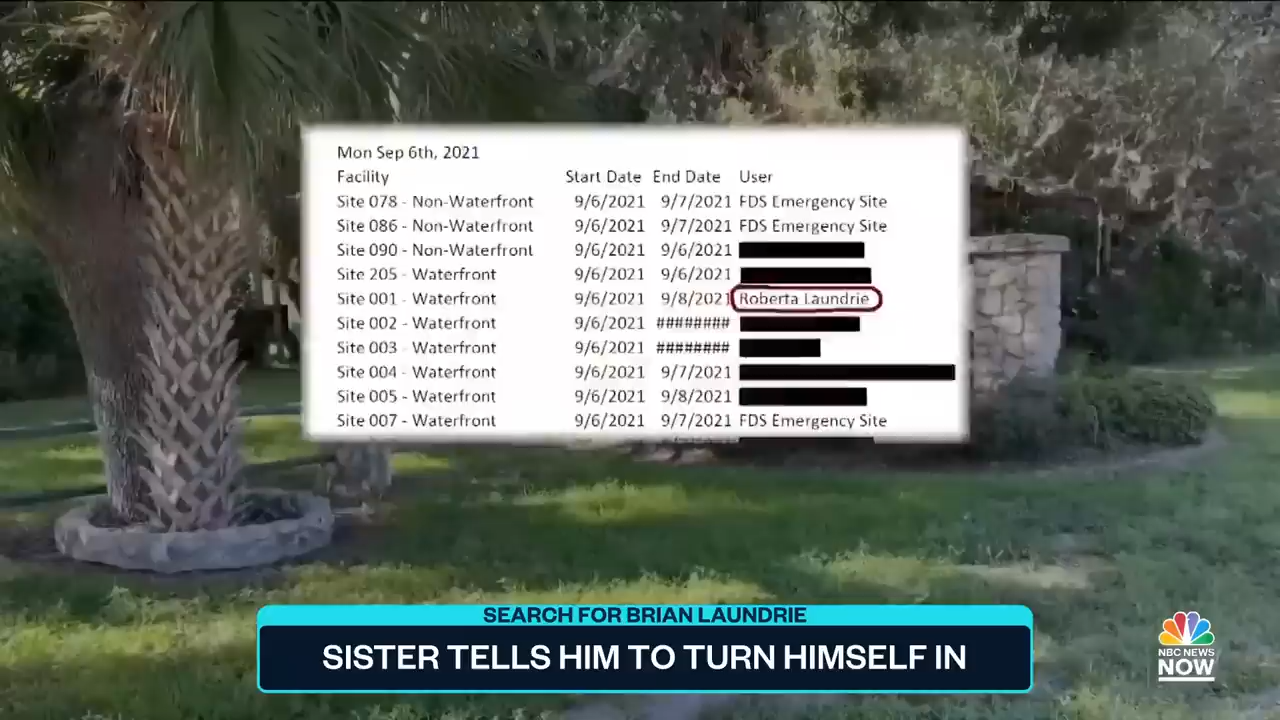 Mon Sep 6th, 2021
Facility Start Date End Date User
Site 078 - Non-Waterfront 9/6/2021 9/7/2021 FDS Emergency Site
Site 086 - Non-Waterfront 9/6/2021 9/7/2021 FDS Emergency Site
Site 090 - Non-Waterfront 9/6/2021 9/6/2021
Site 205 - Waterfront 9/6/2021 9/6/2021
Site 001 - Waterfront 9/6/2021 9/8/2021 Roberta Laundrie
Site 002 - Waterfront 9/6/2021 ########
Site 003 - Waterfront 9/6/2021 ########
Site 004 - Waterfront 9/6/2021 9/7/2021
Site 005 - Waterfront 9/6/2021 9/8/2021
Site 007 - Waterfront 9/6/2021 9/7/2021 FDS Emergency Site
SEARCH FOR BRIAN LAUNDRIE
SISTER TELLS HIM TO TURN HIMSELF IN
NBC NEWS
NOW